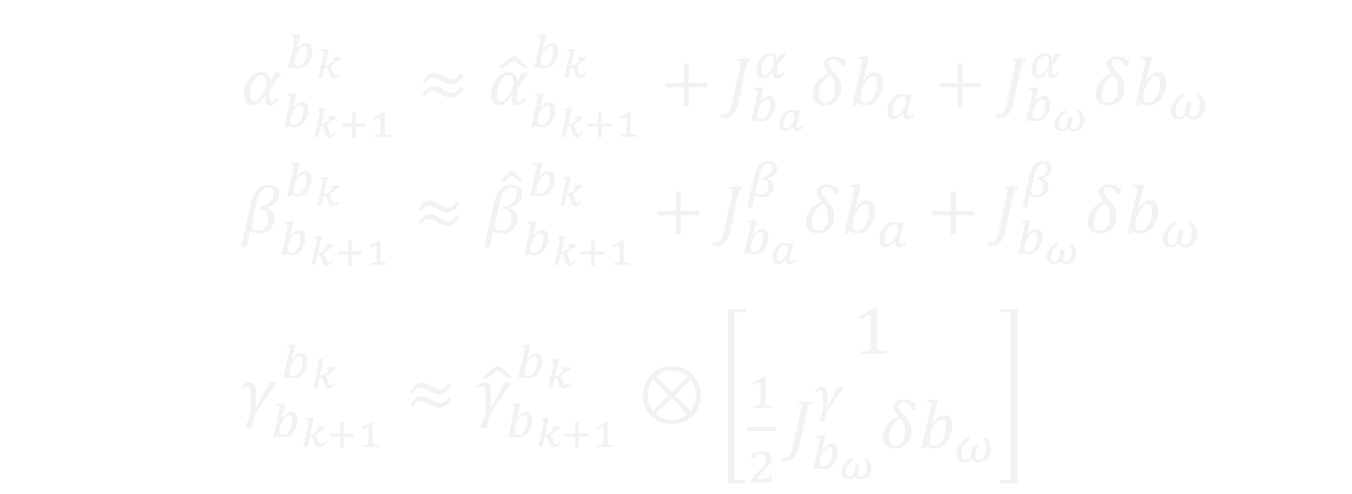 α^{b_k}_{b_{k+1}} ≈ α̂^{b_k}_{b_{k+1}} + J^α_{b_a} δb_a + J^α_{b_ω} δb_ω
β^{b_k}_{b_{k+1}} ≈ β̂^{b_k}_{b_{k+1}} + J^β_{b_a} δb_a + J^β_{b_ω} δb_ω
γ^{b_k}_{b_{k+1}} ≈ γ̂^{b_k}_{b_{k+1}} ⊗ [1; \frac{1}{2} J^γ_{b_ω} δb_ω]